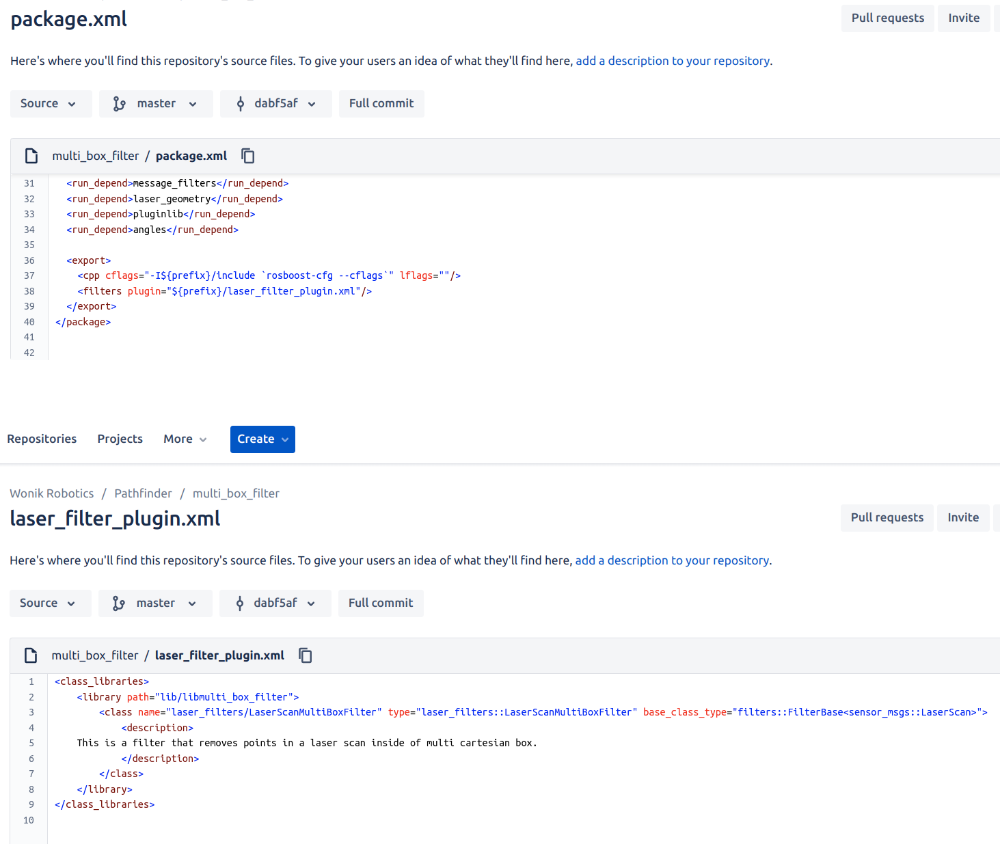 package.xml
Pull requests
Invite
Here's where you'll find this repository's source files. To give your users an idea of what they'll find here, add a description to your repository.
Source
master
dabf5af
Full commit
multi_box_filter / package.xml
31 <run_depend>message_filters</run_depend>
32 <run_depend>laser_geometry</run_depend>
33 <run_depend>pluginlib</run_depend>
34 <run_depend>angles</run_depend>
35
36 <export>
37 <cpp cflags="-I${prefix}/include `rosboost-cfg --cflags`" lflags=""/>
38 <filters plugin="${prefix}/laser_filter_plugin.xml"/>
39 </export>
40 </package>
41
42
Repositories
Projects
More
Create
Wonik Robotics / Pathfinder / multi_box_filter
laser_filter_plugin.xml
Pull requests
Invite
Here's where you'll find this repository's source files. To give your users an idea of what they'll find here, add a description to your repository.
Source
master
dabf5af
Full commit
multi_box_filter / laser_filter_plugin.xml
1 <class_libraries>
2 <library path="lib/libmulti_box_filter">
3 <class name="laser_filters/LaserScanMultiBoxFilter" type="laser_filters::LaserScanMultiBoxFilter" base_class_type="filters::FilterBase<sensor_msgs::LaserScan>">
4 <description>
5 This is a filter that removes points in a laser scan inside of multi cartesian box.
6 </description>
7 </class>
8 </library>
9 </class_libraries>
10